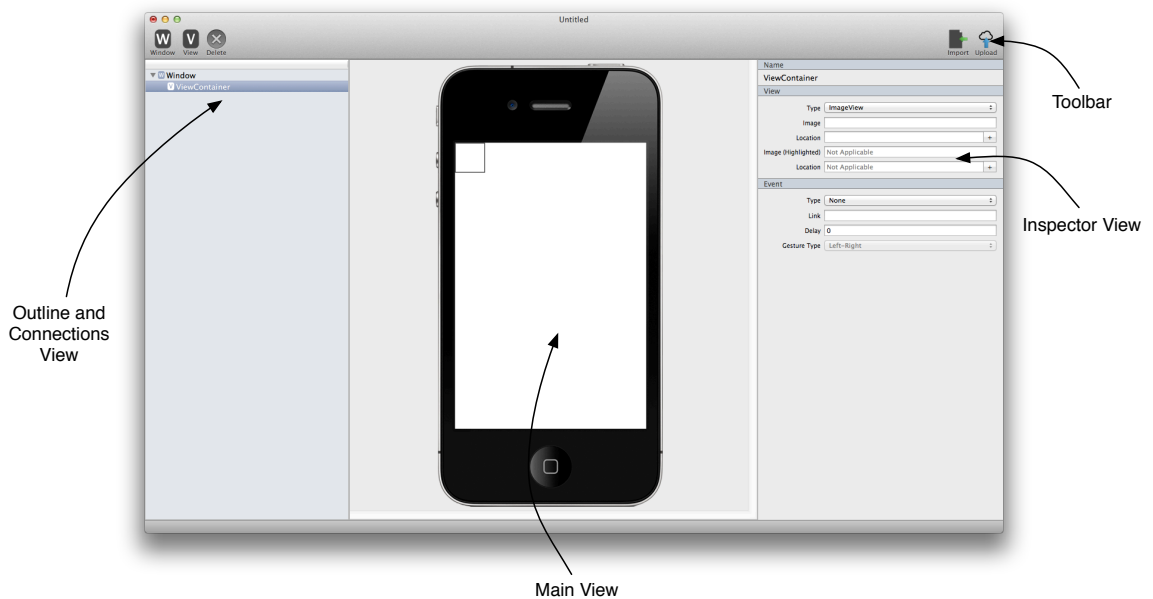 Untitled
Window View Delete
Import Upload
Window
ViewContainer
Name
ViewContainer
View
Type ImageView
Image
Location +
Image (Highlighted) Not Applicable
Location Not Applicable +
Event
Type None
Link
Delay 0
Gesture Type Left-Right
Toolbar
Inspector View
Outline and
Connections
View
Main View